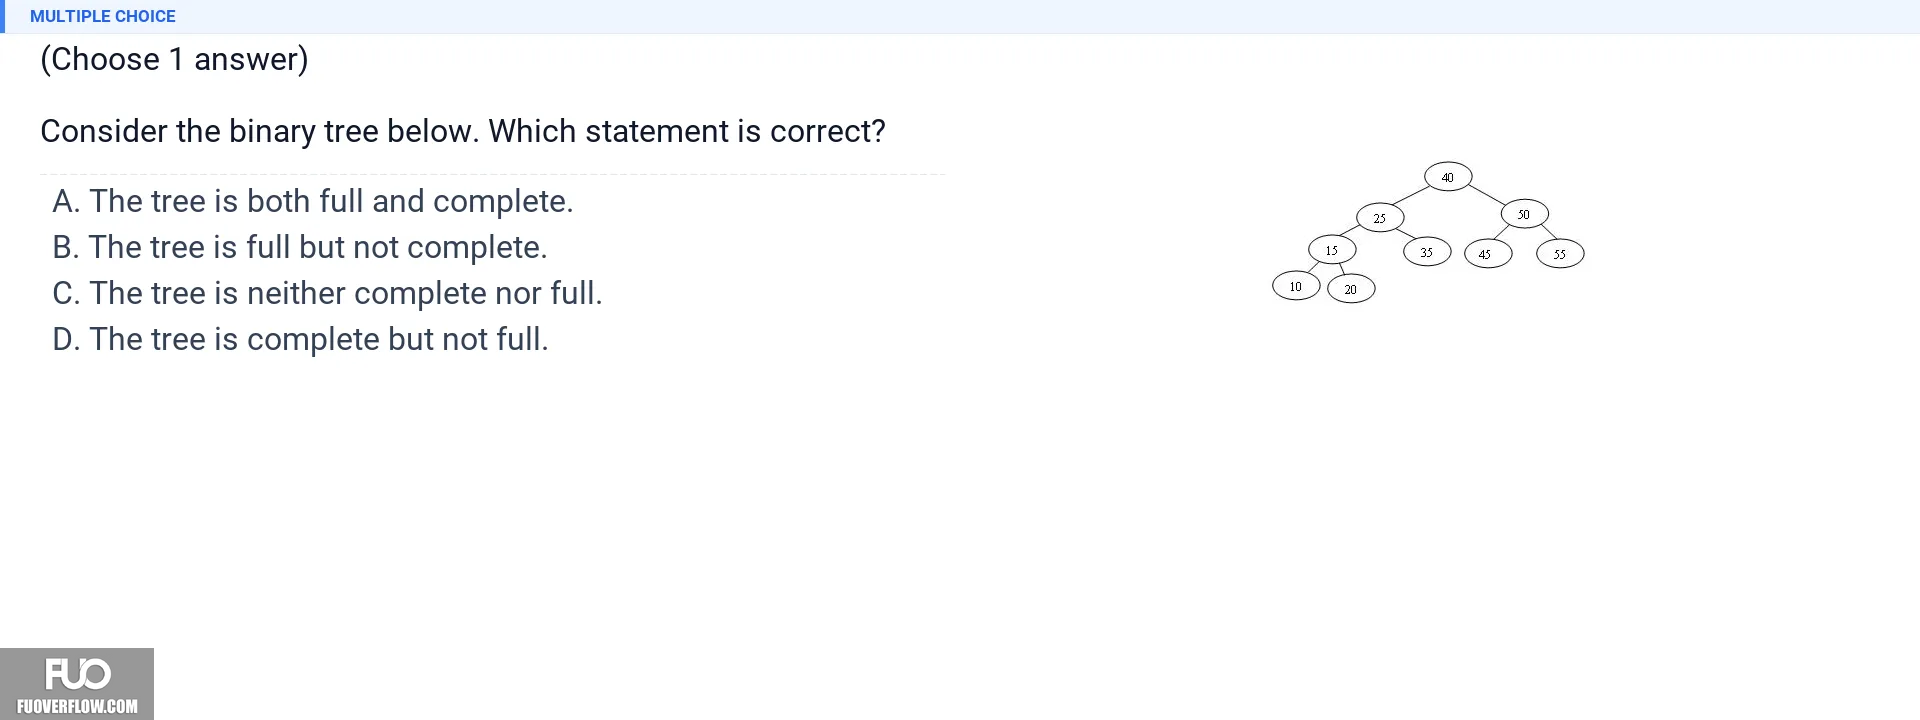 MULTIPLE CHOICE
(Choose 1 answer)
Consider the binary tree below. Which statement is correct?
A. The tree is both full and complete.
B. The tree is full but not complete.
C. The tree is neither complete nor full.
D. The tree is complete but not full.
40
25
50
15
35
45
55
10
20
FUO
FUOVERFLOW.COM